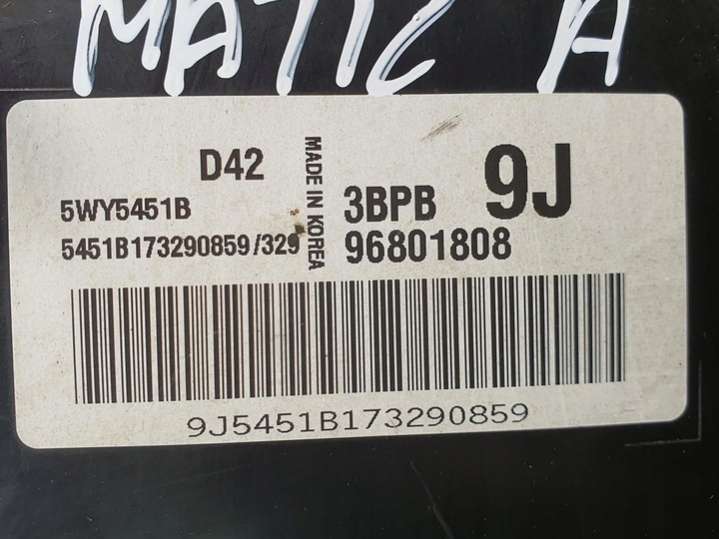 MATIZ A
D42
MADE IN KOREA
5WY5451B
5451B173290859/329
3BPB 9J
96801808
9J5451B173290859